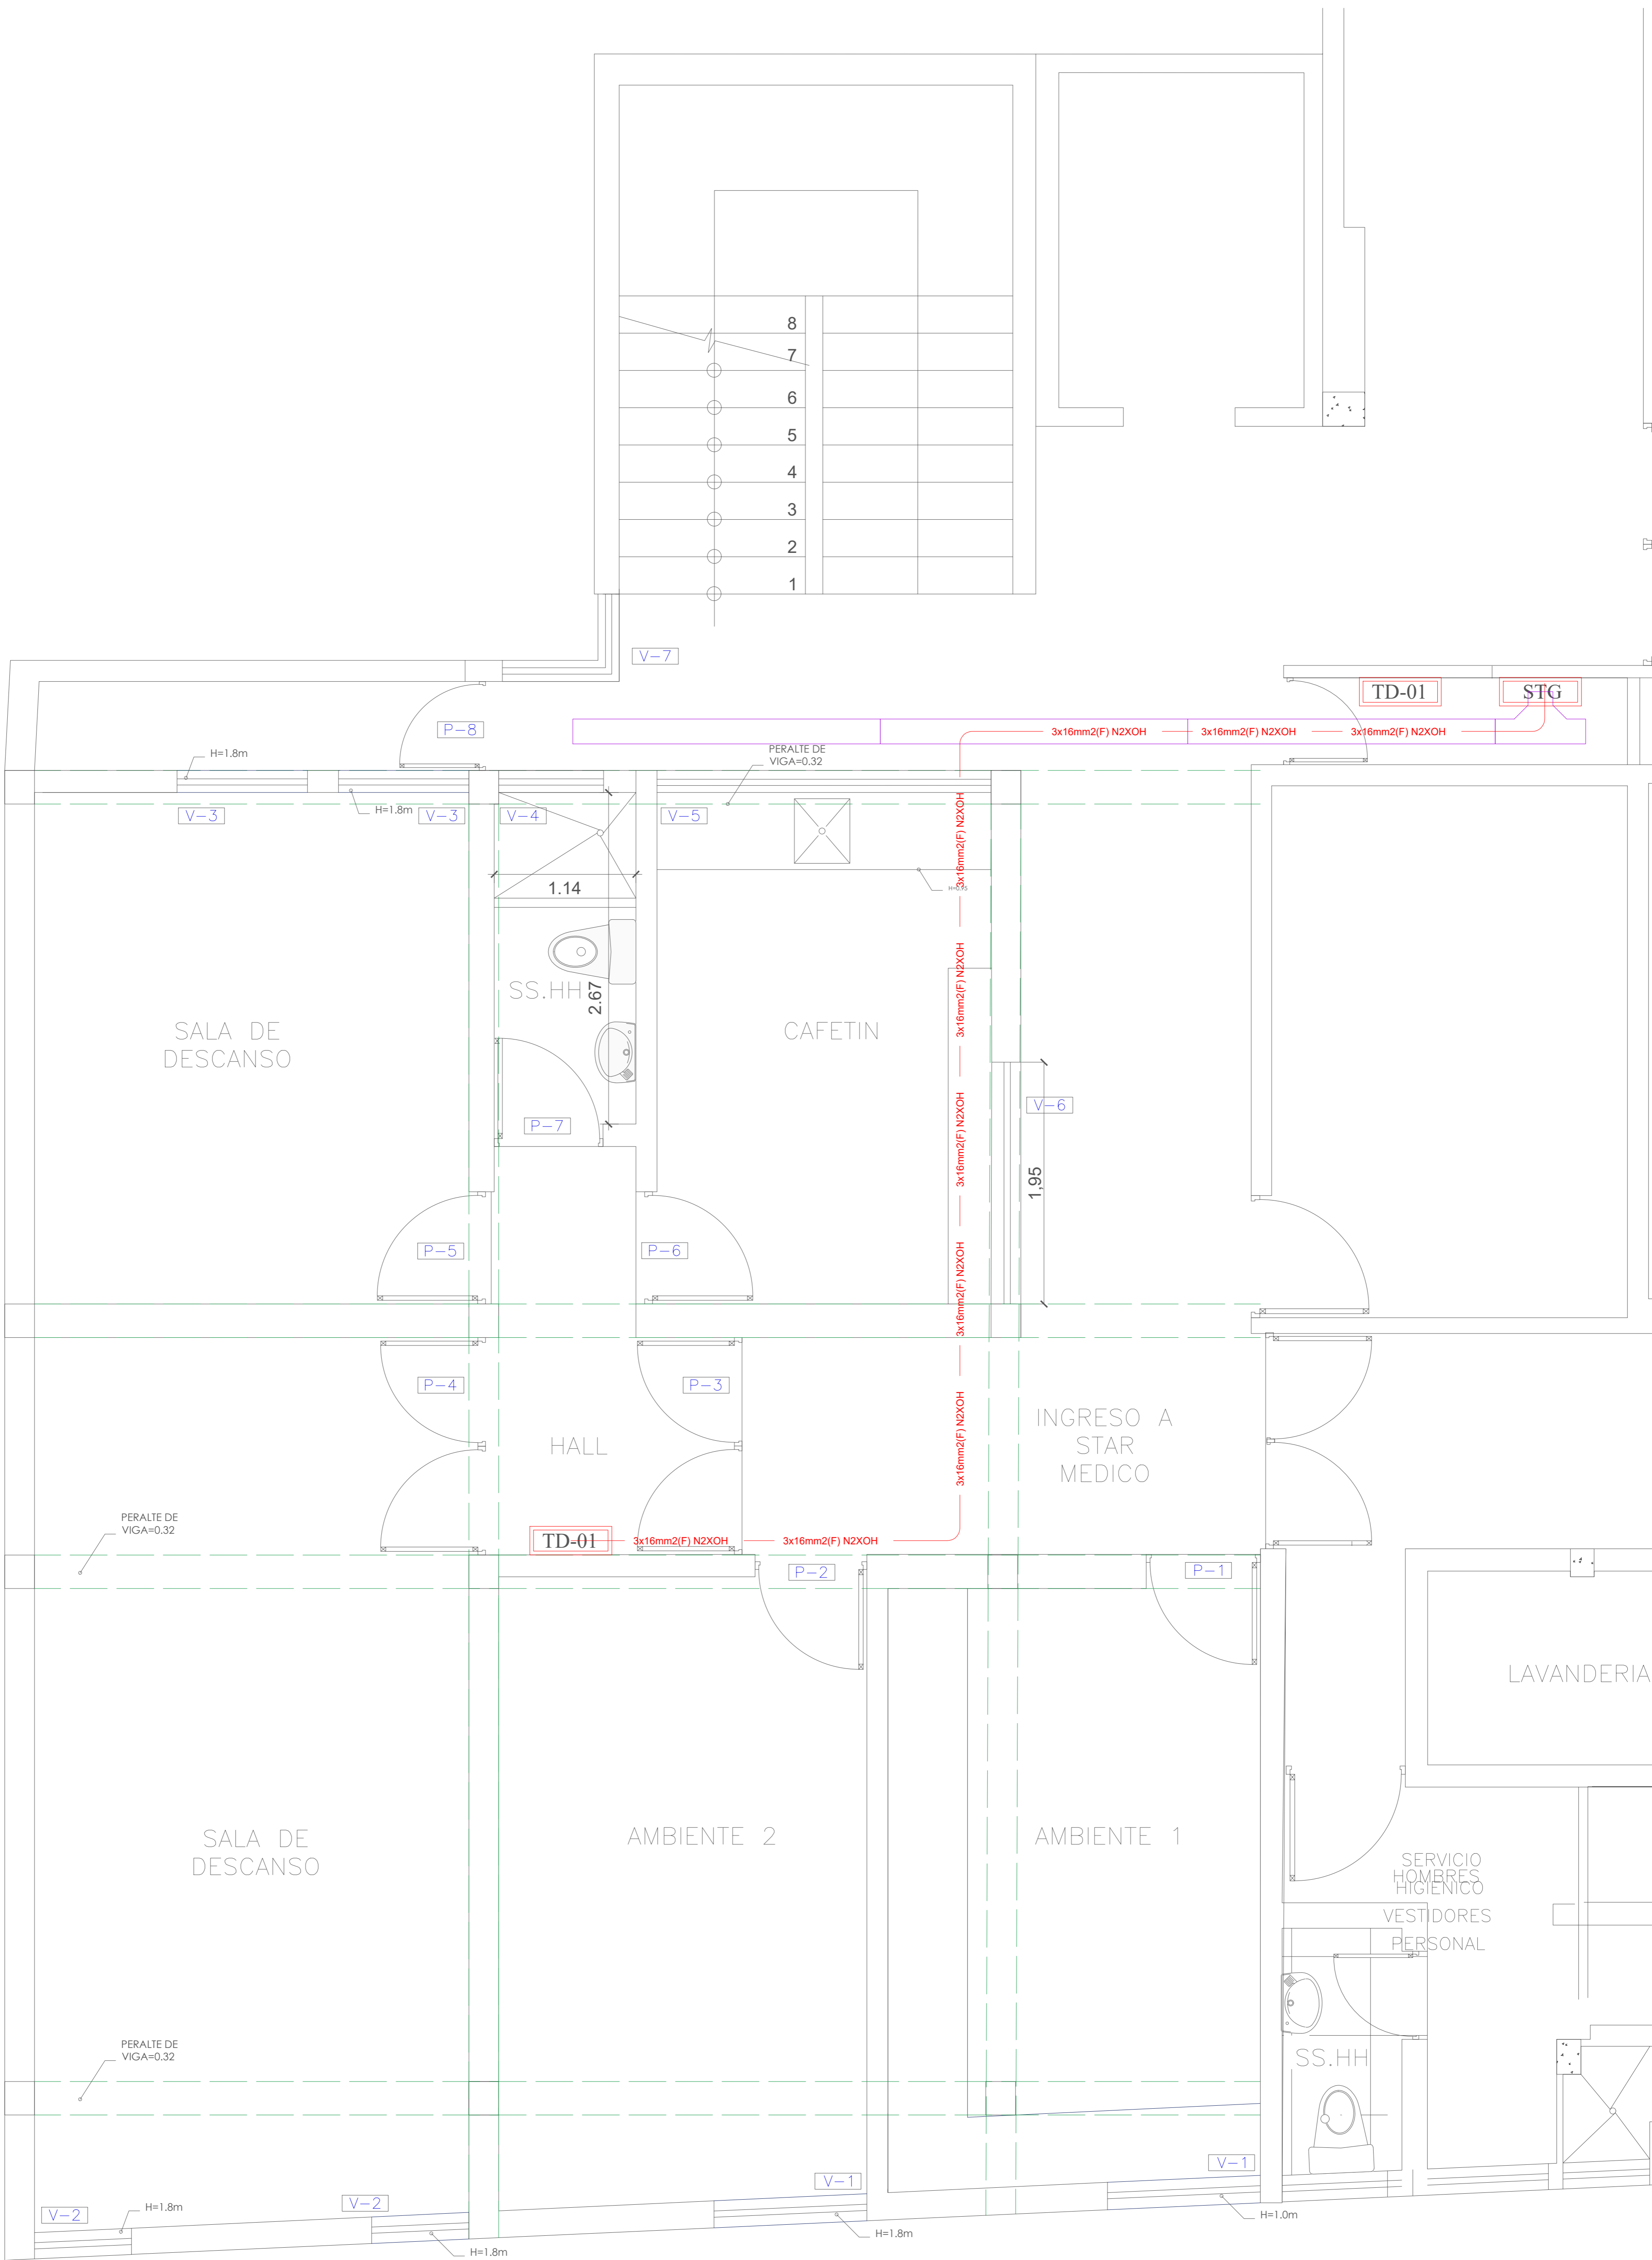 8
7
6
5
4
3
2
1
V-7
TD-01
STG
P-8
3x16mm2(F) N2XOH
3x16mm2(F) N2XOH
3x16mm2(F) N2XOH
H=1.8m
PERALTE DE
VIGA=0.32
H=1.8m
V-3
V-3
V-4
V-5
3x16mm2(F) N2XOH
1.14
H=0.95
SS.HH
2.67
3x16mm2(F) N2XOH
SALA DE
DESCANSO
CAFETIN
P-7
3x16mm2(F) N2XOH
V-6
1,95
P-5
P-6
3x16mm2(F) N2XOH
P-4
P-3
3x16mm2(F) N2XOH
HALL
INGRESO A
STAR
MEDICO
PERALTE DE
VIGA=0.32
TD-01
3x16mm2(F) N2XOH
3x16mm2(F) N2XOH
P-2
P-1
LAVANDERIA
SALA DE
DESCANSO
AMBIENTE 2
AMBIENTE 1
SERVICIO
HOMBRES
HIGIENICO
VESTIDORES
PERSONAL
PERALTE DE
VIGA=0.32
SS.HH
V-2
H=1.8m
V-2
H=1.8m
V-1
H=1.8m
V-1
H=1.0m